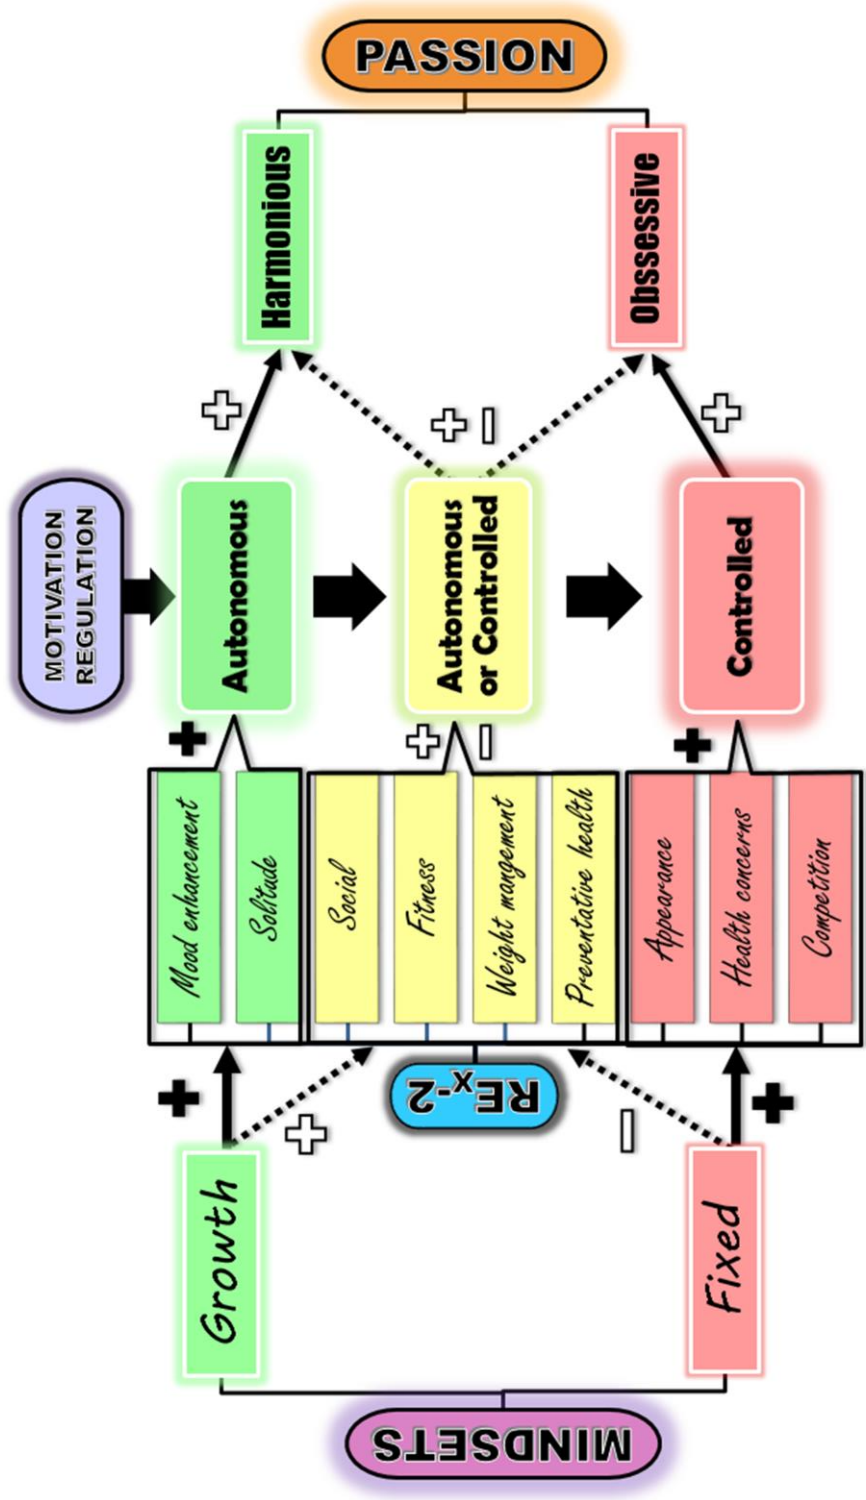 MINDSETS
Growth
Fixed
REx-2
Mood enhancement
Solitude
Social
Fitness
Weight mangement
Preventative health
Appearance
Health concerns
Competition
MOTIVATION
REGULATION
Autonomous
Autonomous
or Controlled
Controlled
Harmonious
Obssessive
PASSION